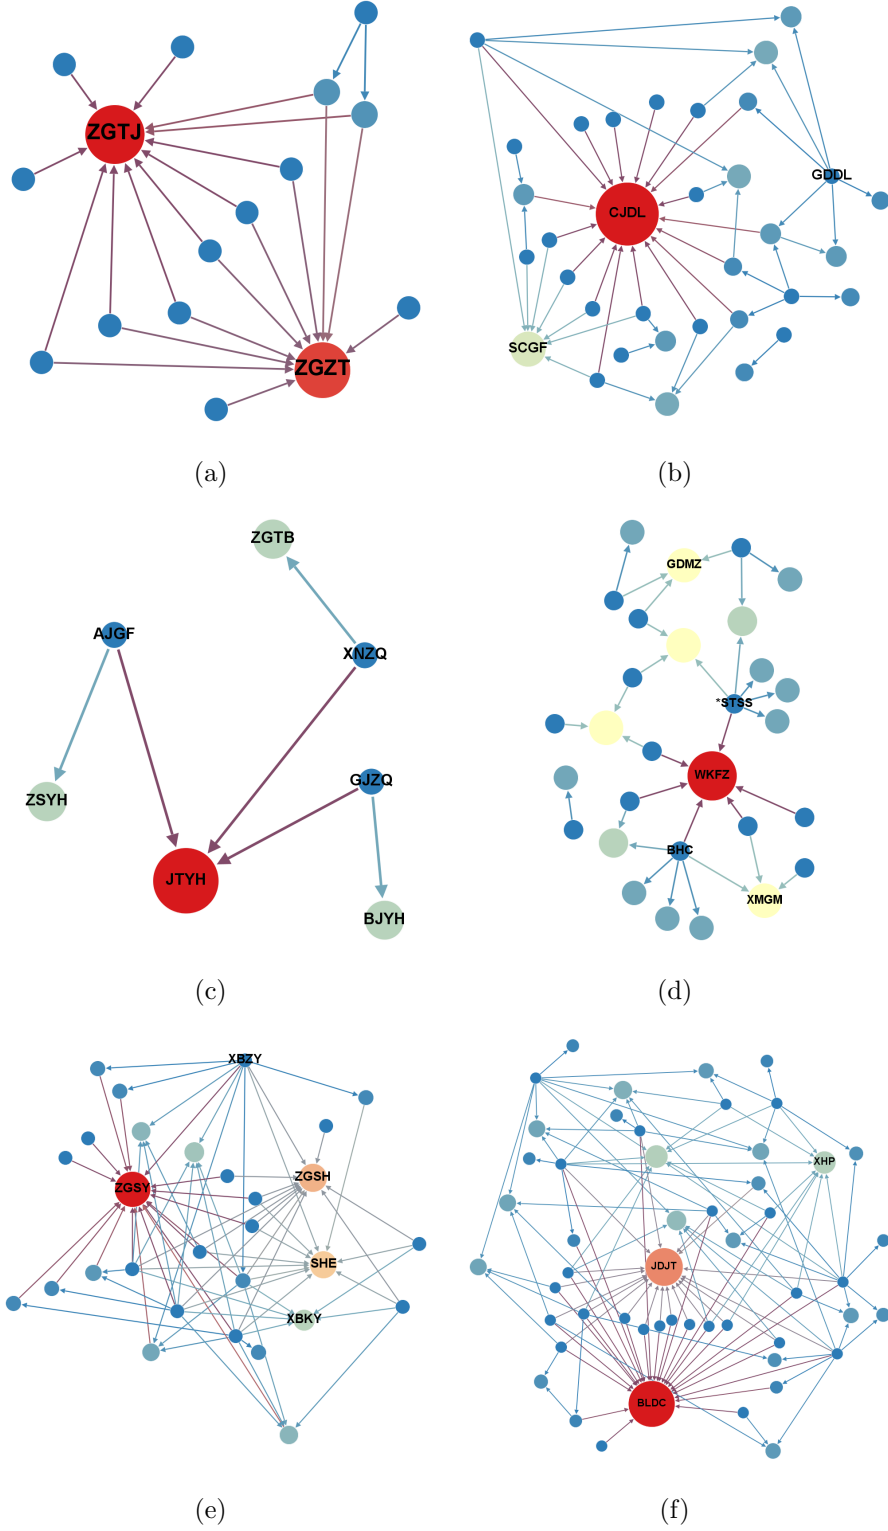 ZGTJ
ZGZT
(a)
GDDL
CJDL
SCGF
(b)
ZGTB
AJGF
XNZQ
GJZQ
ZSYH
JTYH
BJYH
(c)
GDMZ
*STSS
WKFZ
BHC
XMGM
(d)
XBZY
ZGSH
ZGSY
SHE
XBKY
(e)
XHP
JDJT
BLDC
(f)